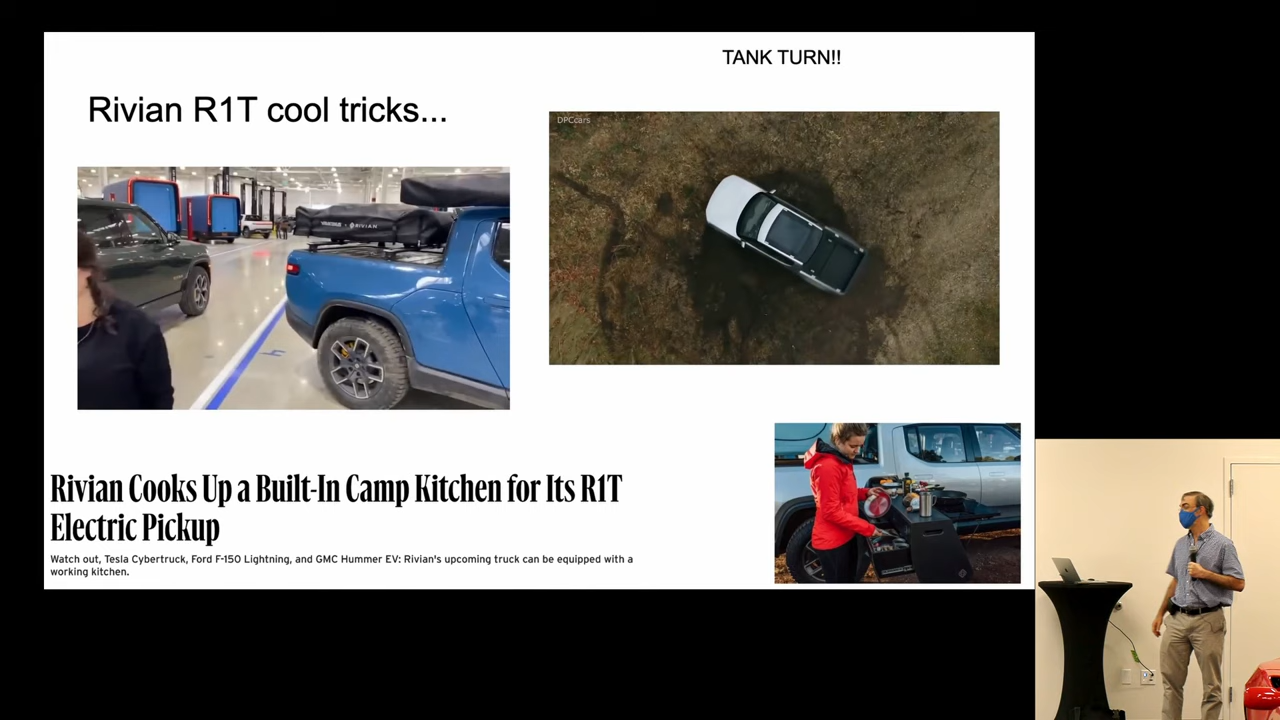 TANK TURN!!
Rivian R1T cool tricks...
DPCcars
RIVIAN
Rivian Cooks Up a Built-In Camp Kitchen for Its R1T
Electric Pickup
Watch out, Tesla Cybertruck, Ford F-150 Lightning, and GMC Hummer EV: Rivian's upcoming truck can be equipped with a
working kitchen.